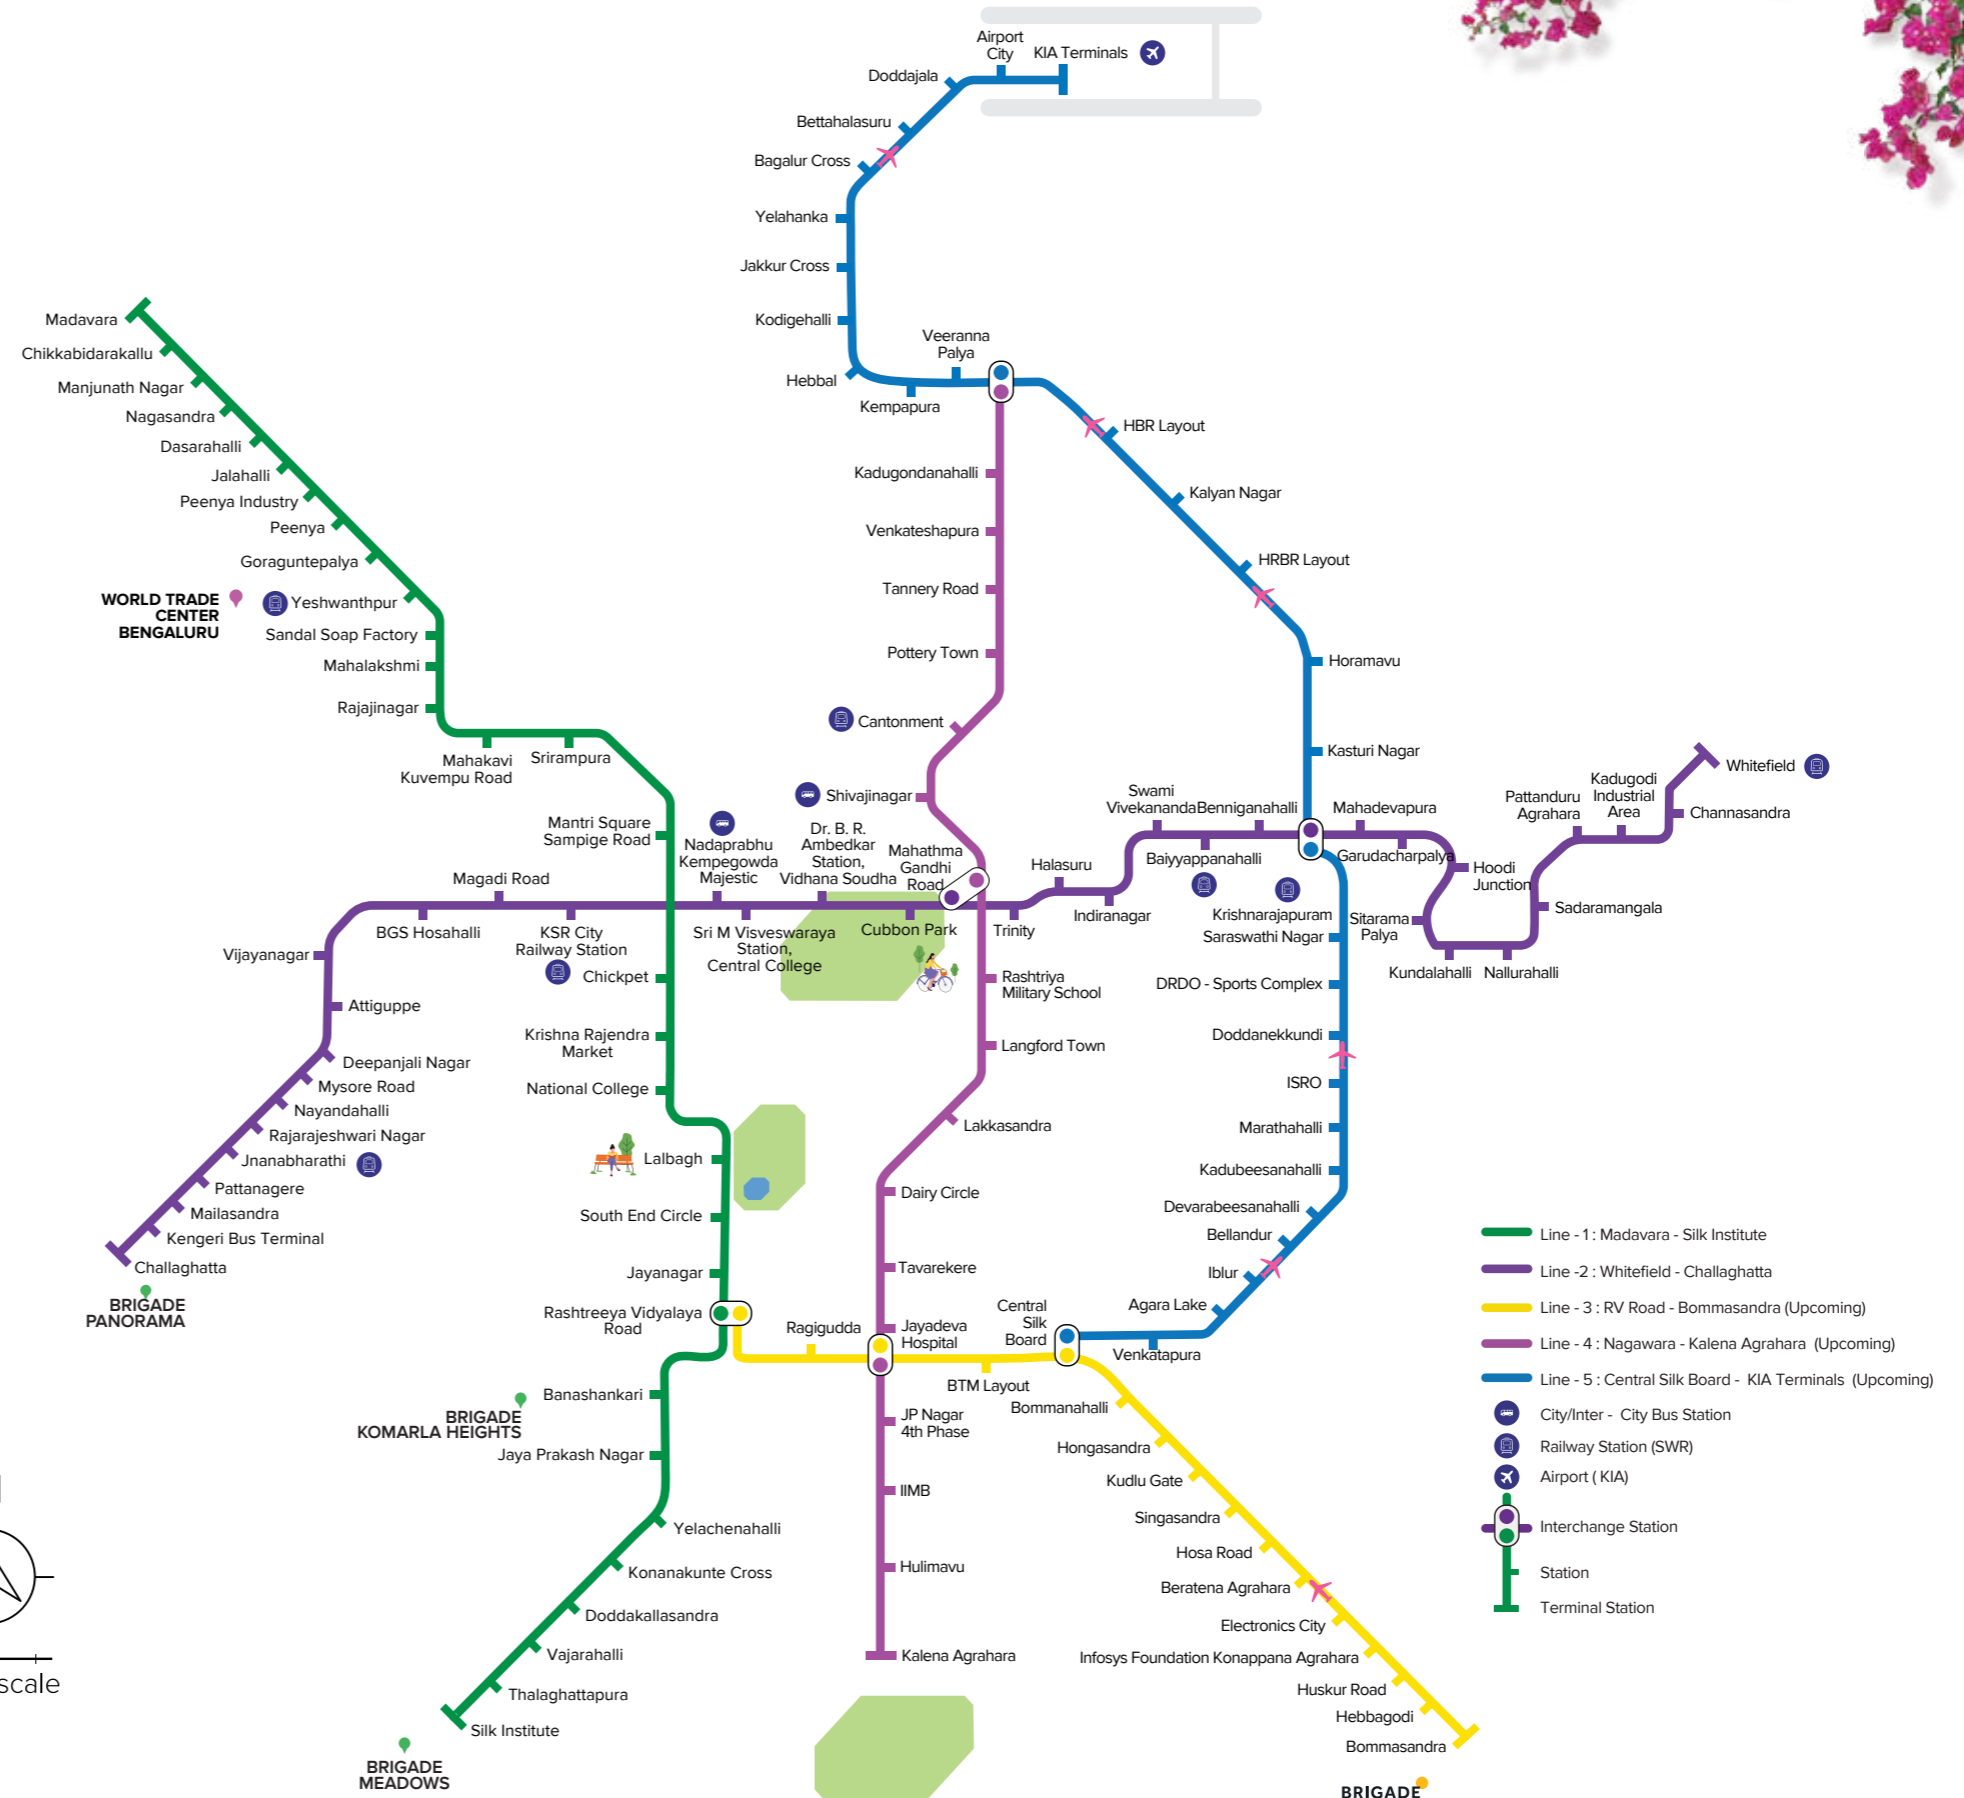 Airport
City
KIA Terminals
Doddajala
Bettahalasuru
Bagalur Cross
Yelahanka
Jakkur Cross
Kodigehalli
Hebbal
Kempapura
Veeranna
Palya
HBR Layout
Kalyan Nagar
HRBR Layout
Horamavu
Kasturi Nagar
Madavara
Chikkabidarakallu
Manjunath Nagar
Nagasandra
Dasarahalli
Jalahalli
Peenya Industry
Peenya
Goraguntepalya
WORLD TRADE
CENTER
BENGALURU
Yeshwanthpur
Sandal Soap Factory
Mahalakshmi
Rajajinagar
Mahakavi
Kuvempu Road
Srirampura
Mantri Square
Sampige Road
Kadugondanahalli
Venkateshapura
Tannery Road
Pottery Town
Cantonment
Shivajinagar
Nadaprabhu
Kempegowda
Majestic
Dr. B. R.
Ambedkar
Station,
Vidhana Soudha
Mahathma
Gandhi
Road
Halasuru
Swami
Vivekananda
Benniganahalli
Mahadevapura
Pattanduru
Agrahara
Kadugodi
Industrial
Area
Whitefield
Channasandra
Baiyyappanahalli
Garudacharpalya
Hoodi
Junction
Sadaramangala
Magadi Road
BGS Hosahalli
KSR City
Railway Station
Sri M Visveswaraya
Station,
Central College
Cubbon Park
Trinity
Indiranagar
Krishnarajapuram
Sitarama
Palya
Kundalahalli
Nallurahalli
Vijayanagar
Attiguppe
Deepanjali Nagar
Mysore Road
Nayandahalli
Rajarajeshwari Nagar
Jnanabharathi
Pattanagere
Mailasandra
Kengeri Bus Terminal
Challaghatta
BRIGADE
PANORAMA
Chickpet
Krishna Rajendra
Market
National College
Lalbagh
South End Circle
Jayanagar
Rashtreeya Vidyalaya
Road
Rashtriya
Military School
Langford Town
Lakkasandra
Dairy Circle
Tavarekere
Jayadeva
Hospital
Ragigudda
Saraswathi Nagar
DRDO - Sports Complex
Doddanekkundi
ISRO
Marathahalli
Kadubeesanahalli
Devarabeesanahalli
Bellandur
Iblur
Agara Lake
Venkatapura
Central
Silk
Board
BTM Layout
Bommanahalli
Hongasandra
Kudlu Gate
Singasandra
Hosa Road
Beratena Agrahara
Electronics City
Infosys Foundation Konappana Agrahara
Huskur Road
Hebbagodi
Bommasandra
BRIGADE
Banashankari
BRIGADE
KOMARLA HEIGHTS
Jaya Prakash Nagar
Yelachenahalli
Konanakunte Cross
Doddakallasandra
Vajarahalli
Thalaghattapura
Silk Institute
BRIGADE
MEADOWS
JP Nagar
4th Phase
IIMB
Hulimavu
Kalena Agrahara
Line - 1 : Madavara - Silk Institute
Line -2 : Whitefield - Challaghatta
Line - 3 : RV Road - Bommasandra (Upcoming)
Line - 4 : Nagawara - Kalena Agrahara (Upcoming)
Line - 5 : Central Silk Board - KIA Terminals (Upcoming)
City/Inter - City Bus Station
Railway Station (SWR)
Airport ( KIA)
Interchange Station
Station
Terminal Station
scale